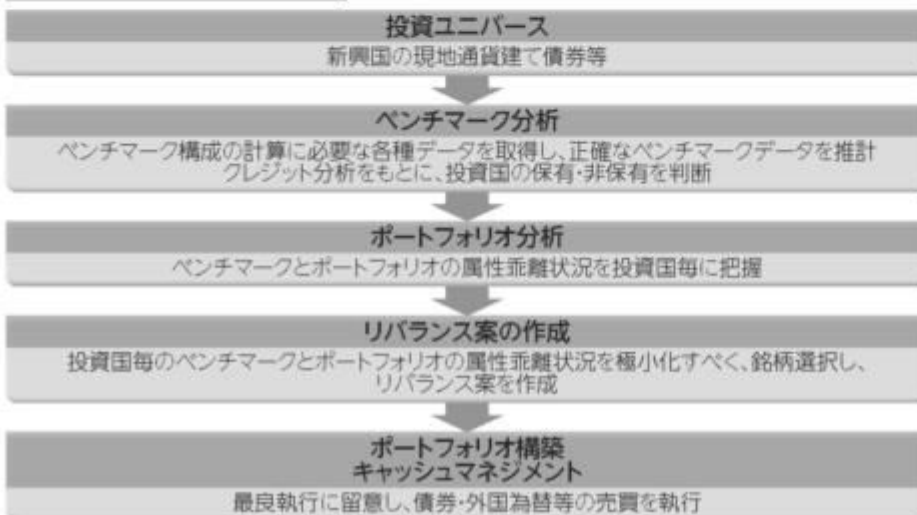 投資ユニバース
新興国の現地通貨建て債券等
ベンチマーク分析
ベンチマーク構成の計算に必要な各種データを取得し、正確なベンチマークデータを推計
クレジット分析をもとに、投資国の保有・非保有を判断
ポートフォリオ分析
ベンチマークとポートフォリオの属性乖離状況を投資国毎に把握
リバランス案の作成
投資国毎のベンチマークとポートフォリオの属性乖離状況を極小化すべく、銘柄選択し、
リバランス案を作成
ポートフォリオ構築
キャッシュマネジメント
最良執行に留意し、債券・外国為替等の売買を執行